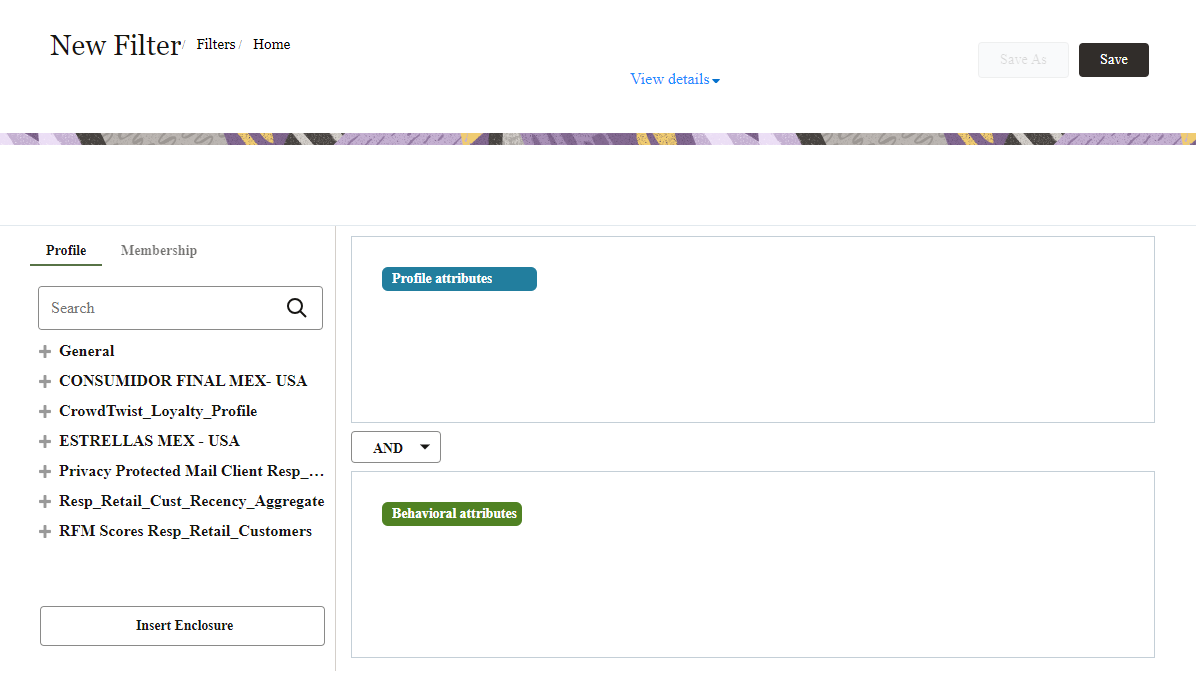 New Filter / Filters / Home
View details
Save As
Save
Profile Membership
Search
General
CONSUMIDOR FINAL MEX- USA
CrowdTwist_Loyalty_Profile
ESTRELLAS MEX - USA
Privacy Protected Mail Client Resp_...
Resp_Retail_Cust_Recency_Aggregate
RFM Scores Resp_Retail_Customers
Insert Enclosure
Profile attributes
AND
Behavioral attributes